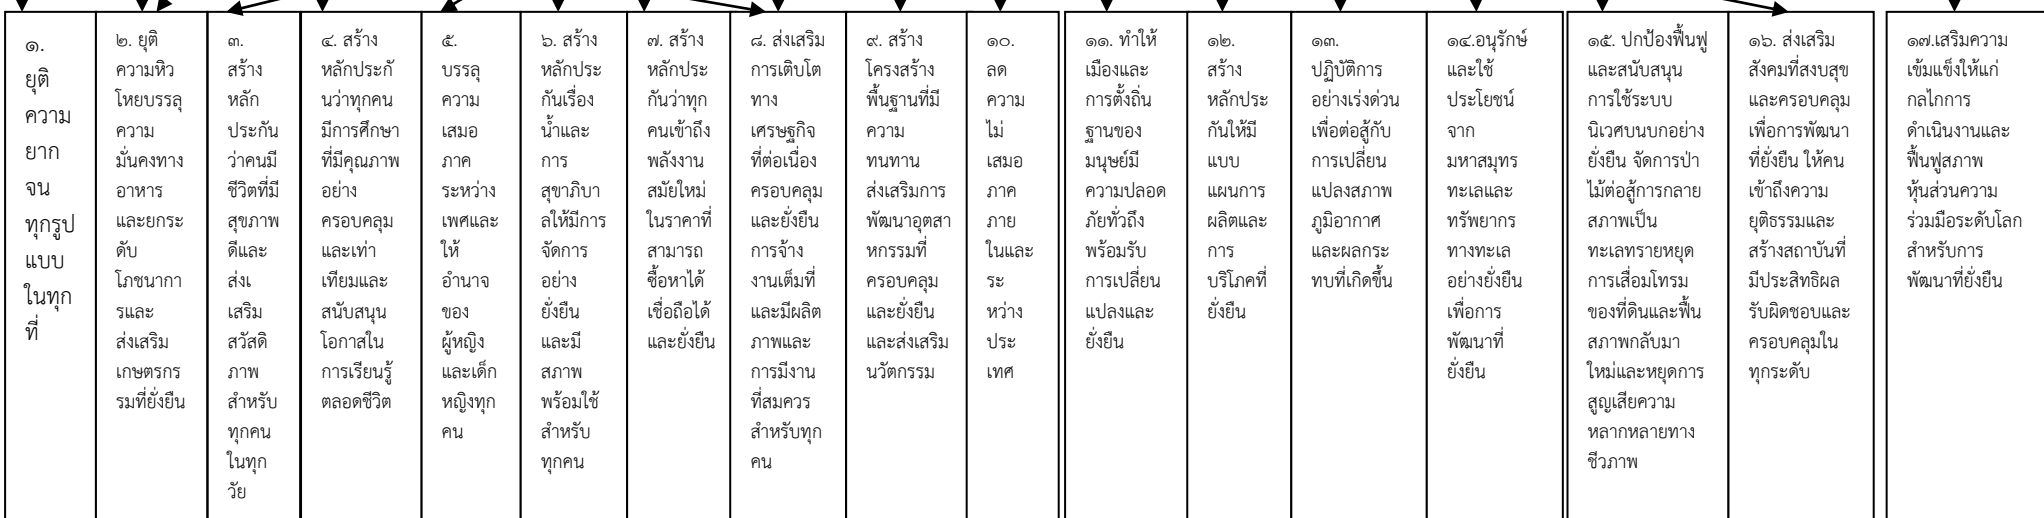 ๑.
ยุติ
ความ
ยาก
จน
ทุกรูป
แบบ
ในทุก
ที่
๒. ยุติ
ความหิว
โหยบรรลุ
ความ
มั่นคงทาง
อาหาร
และยกระ
ดับ
โภชนากา
รและ
ส่งเสริม
เกษตรกร
รมที่ยั่งยืน
๓.
สร้าง
หลัก
ประกัน
ว่าคนมี
ชีวิตที่มี
สุขภาพ
ดีและ
ส่งเ
เสริม
สวัสดิ
ภาพ
สำหรับ
ทุกคน
ในทุก
วัย
๔. สร้าง
หลักประกั
นว่าทุกคน
มีการศึกษา
ที่มีคุณภาพ
อย่าง
ครอบคลุม
และเท่า
เทียมและ
สนับสนุน
โอกาสใน
การเรียนรู้
ตลอดชีวิต
๕.
บรรลุ
ความ
เสมอ
ภาค
ระหว่าง
เพศและ
ให้
อำนาจ
ของ
ผู้หญิง
และเด็ก
หญิงทุก
คน
๖. สร้าง
หลักประ
กันเรื่อง
น้ำและ
การ
สุขาภิบา
ลให้มีการ
จัดการ
อย่าง
ยั่งยืน
และมี
สภาพ
พร้อมใช้
สำหรับ
ทุกคน
๗. สร้าง
หลักประ
กันว่าทุก
คนเข้าถึง
พลังงาน
สมัยใหม่
ในราคาที่
สามารถ
ซื้อหาได้
เชื่อถือได้
และยั่งยืน
๘. ส่งเสริม
การเติบโต
ทาง
เศรษฐกิจ
ที่ต่อเนื่อง
ครอบคลุม
และยั่งยืน
การจ้าง
งานเต็มที่
และมีผลิต
ภาพและ
การมีงาน
ที่สมควร
สำหรับทุก
คน
๙. สร้าง
โครงสร้าง
พื้นฐานที่มี
ความ
ทนทาน
ส่งเสริมการ
พัฒนาอุตสา
หกรรมที่
ครอบคลุม
และยั่งยืน
และส่งเสริม
นวัตกรรม
๑๐.
ลด
ความ
ไม่
เสมอ
ภาค
ภาย
ในและ
ระ
หว่าง
ประ
เทศ
๑๑. ทำให้
เมืองและ
การตั้งถิ่น
ฐานของ
มนุษย์มี
ความปลอด
ภัยทั่วถึง
พร้อมรับ
การเปลี่ยน
แปลงและ
ยั่งยืน
๑๒.
สร้าง
หลักประ
กันให้มี
แบบ
แผนการ
ผลิตและ
การ
บริโภคที่
ยั่งยืน
๑๓.
ปฏิบัติการ
อย่างเร่งด่วน
เพื่อต่อสู้กับ
การเปลี่ยน
แปลงสภาพ
ภูมิอากาศ
และผลกระ
ทบที่เกิดขึ้น
๑๔.อนุรักษ์
และใช้
ประโยชน์
จาก
มหาสมุทร
ทะเลและ
ทรัพยากร
ทางทะเล
อย่างยั่งยืน
เพื่อการ
พัฒนาที่
ยั่งยืน
๑๕. ปกป้องฟื้นฟู
และสนับสนุน
การใช้ระบบ
นิเวศบนบกอย่าง
ยั่งยืน จัดการป่า
ไม้ต่อสู้การกลาย
สภาพเป็น
ทะเลทรายหยุด
การเสื่อมโทรม
ของที่ดินและฟื้น
สภาพกลับมา
ใหม่และหยุดการ
สูญเสียความ
หลากหลายทาง
ชีวภาพ
๑๖. ส่งเสริม
สังคมที่สงบสุข
และครอบคลุม
เพื่อการพัฒนา
ที่ยั่งยืน ให้คน
เข้าถึงความ
ยุติธรรมและ
สร้างสถาบันที่
มีประสิทธิผล
รับผิดชอบและ
ครอบคลุมใน
ทุกระดับ
๑๗.เสริมความ
เข้มแข็งให้แก่
กลไกการ
ดำเนินงานและ
ฟื้นฟูสภาพ
หุ้นส่วนความ
ร่วมมือระดับโลก
สำหรับการ
พัฒนาที่ยั่งยืน